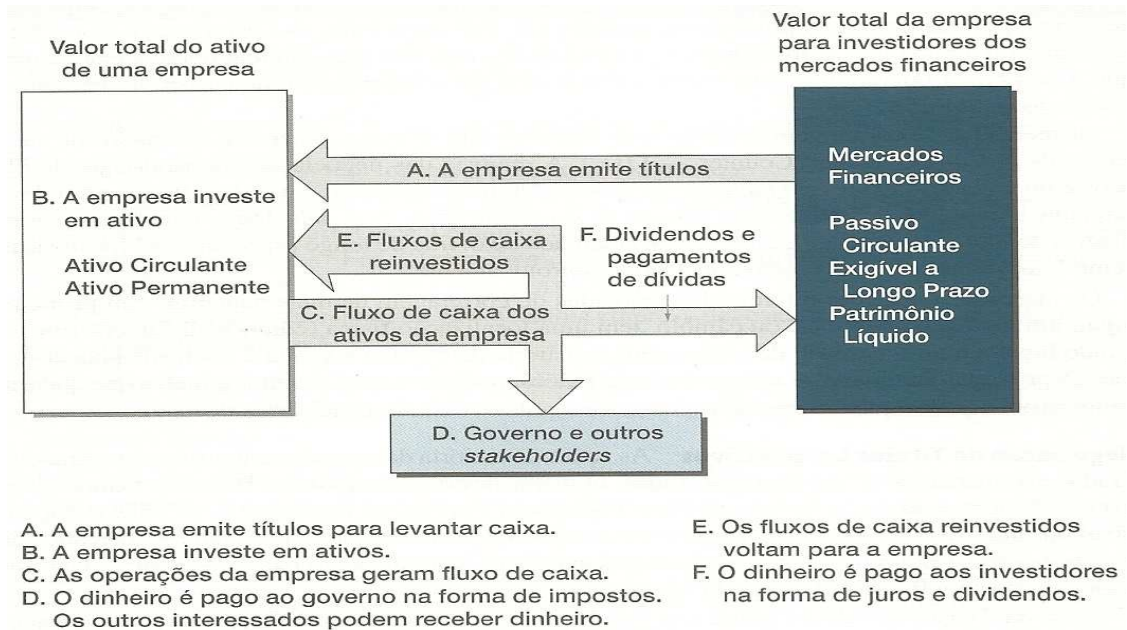 Valor total do ativo
de uma empresa
Valor total da empresa
para investidores dos
mercados financeiros
B. A empresa investe
em ativo
Ativo Circulante
Ativo Permanente
A. A empresa emite títulos
E. Fluxos de caixa
reinvestidos
F. Dividendos e
pagamentos
de dívidas
C. Fluxo de caixa dos
ativos da empresa
Mercados
Financeiros
Passivo
Circulante
Exigível a
Longo Prazo
Patrimônio
Líquido
D. Governo e outros
stakeholders
A. A empresa emite títulos para levantar caixa.
B. A empresa investe em ativos.
C. As operações da empresa geram fluxo de caixa.
D. O dinheiro é pago ao governo na forma de impostos.
Os outros interessados podem receber dinheiro.
E. Os fluxos de caixa reinvestidos
voltam para a empresa.
F. O dinheiro é pago aos investidores
na forma de juros e dividendos.